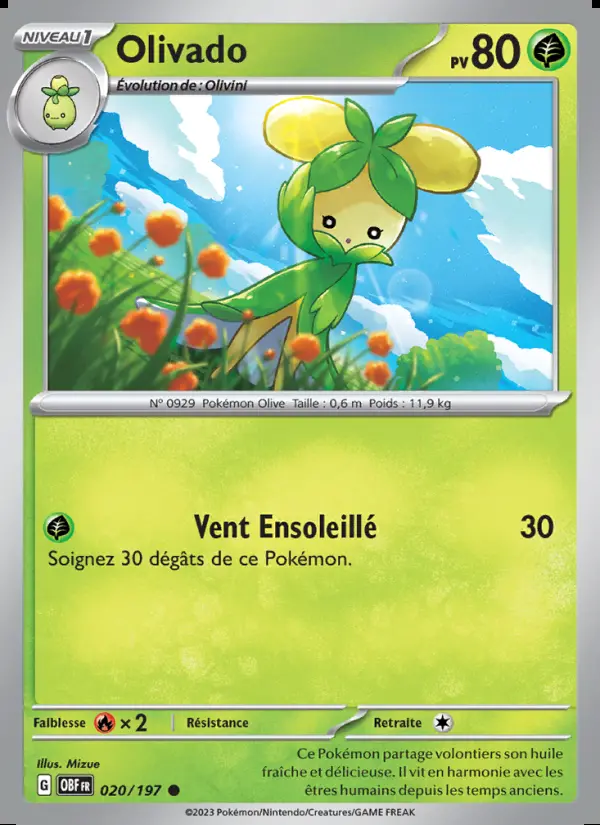 NIVEAU 1
Olivado
PV 80
Évolution de : Olivini
N° 0929 Pokémon Olive Taille : 0,6 m Poids : 11,9 kg
Vent Ensoleillé 30
Soignez 30 dégâts de ce Pokémon.
Faiblesse × 2 Résistance Retraite
Illus. Mizue
Ce Pokémon partage volontiers son huile
fraîche et délicieuse. Il vit en harmonie avec les
êtres humains depuis les temps anciens.
G OBF FR 020/197
©2023 Pokémon/Nintendo/Creatures/GAME FREAK